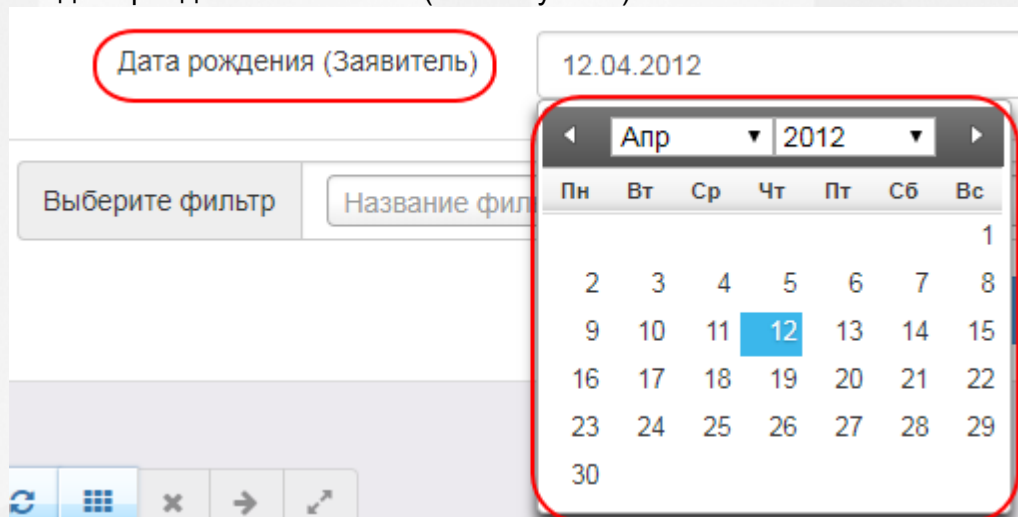 Дата рождения (Заявитель) 12.04.2012
Апр 2012
Выберите фильтр Название фил
Пн Вт Ср Чт Пт Сб Вс
1
2 3 4 5 6 7 8
9 10 11 12 13 14 15
16 17 18 19 20 21 22
23 24 25 26 27 28 29
30